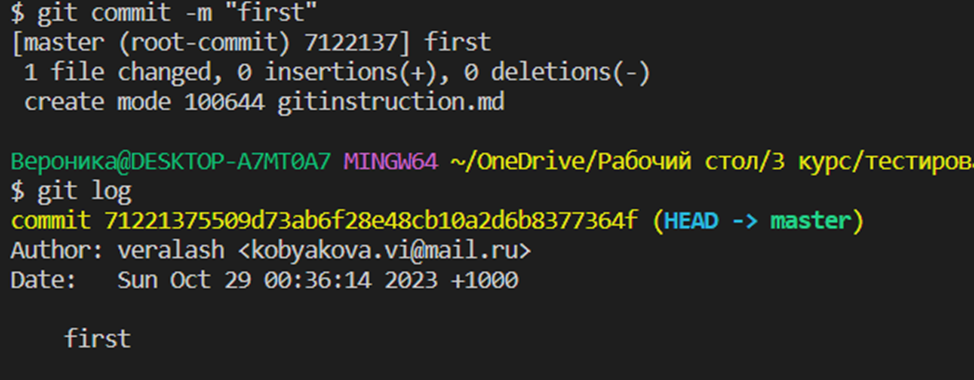 $ git commit -m "first"
[master (root-commit) 7122137] first
 1 file changed, 0 insertions(+), 0 deletions(-)
 create mode 100644 gitinstruction.md
Вероника@DESKTOP-A7MT0A7 MINGW64 ~/OneDrive/Рабочий стол/3 курс/тестирова
$ git log
commit 71221375509d73ab6f28e48cb10a2d6b8377364f (HEAD -> master)
Author: veralash <kobyakova.vi@mail.ru>
Date:   Sun Oct 29 00:36:14 2023 +1000
    first